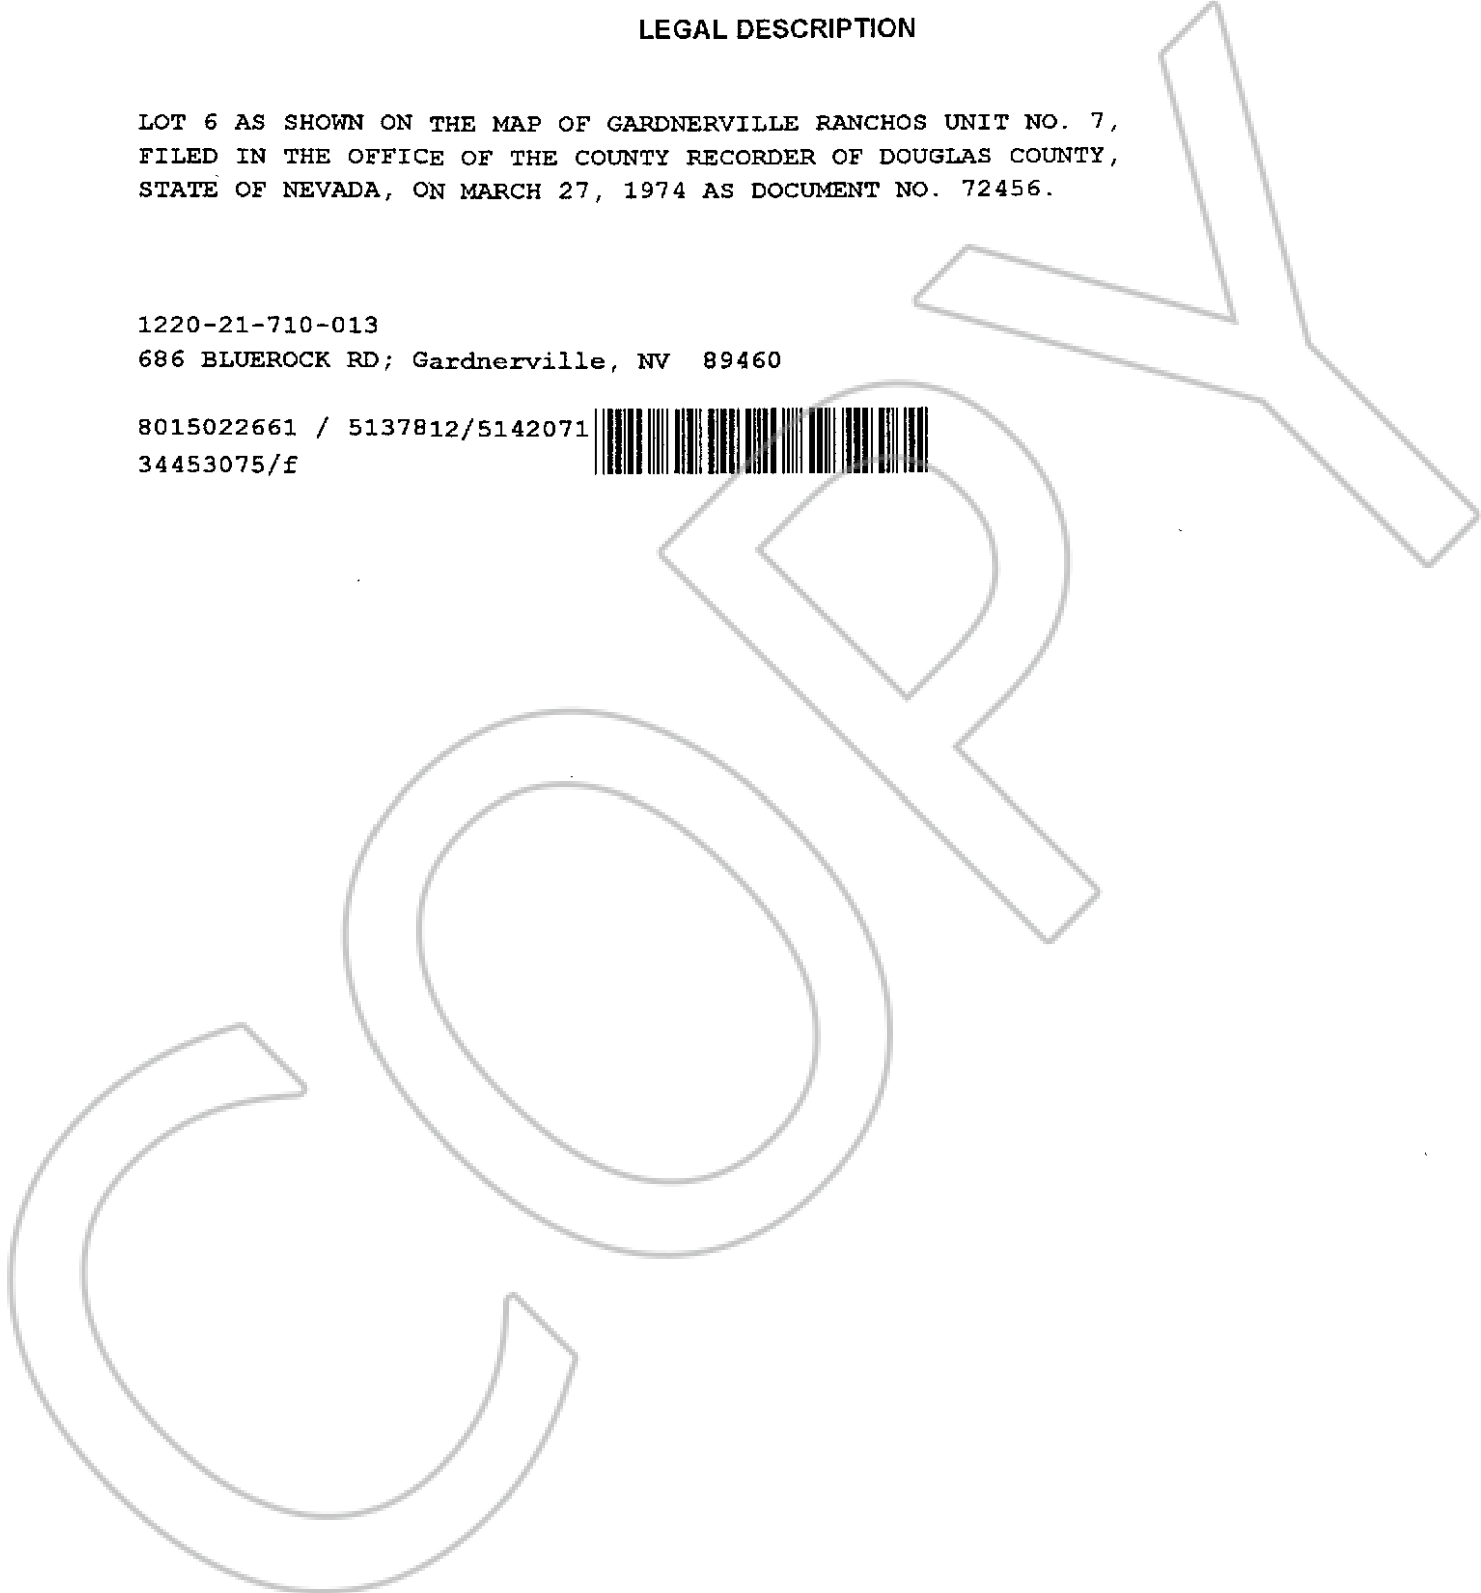 LEGAL DESCRIPTION
LOT 6 AS SHOWN ON THE MAP OF GARDNERVILLE RANCHOS UNIT NO. 7,
FILED IN THE OFFICE OF THE COUNTY RECORDER OF DOUGLAS COUNTY,
STATE OF NEVADA, ON MARCH 27, 1974 AS DOCUMENT NO. 72456.
1220-21-710-013
686 BLUEROCK RD; Gardnerville, NV 89460
8015022661 / 5137812/5142071
34453075/f
COPY